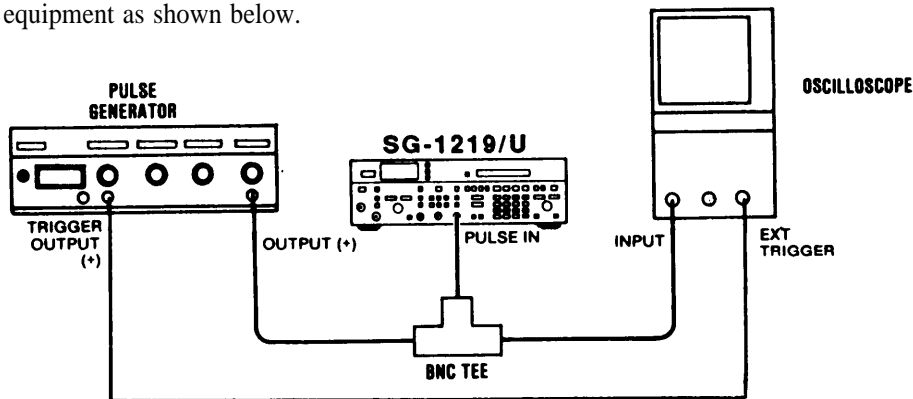 equipment as shown below.
PULSE
GENERATOR
OSCILLOSCOPE
SG-1219/U
TRIGGER
OUTPUT
(+)
OUTPUT (+)
PULSE IN
INPUT
EXT
TRIGGER
BNC TEE